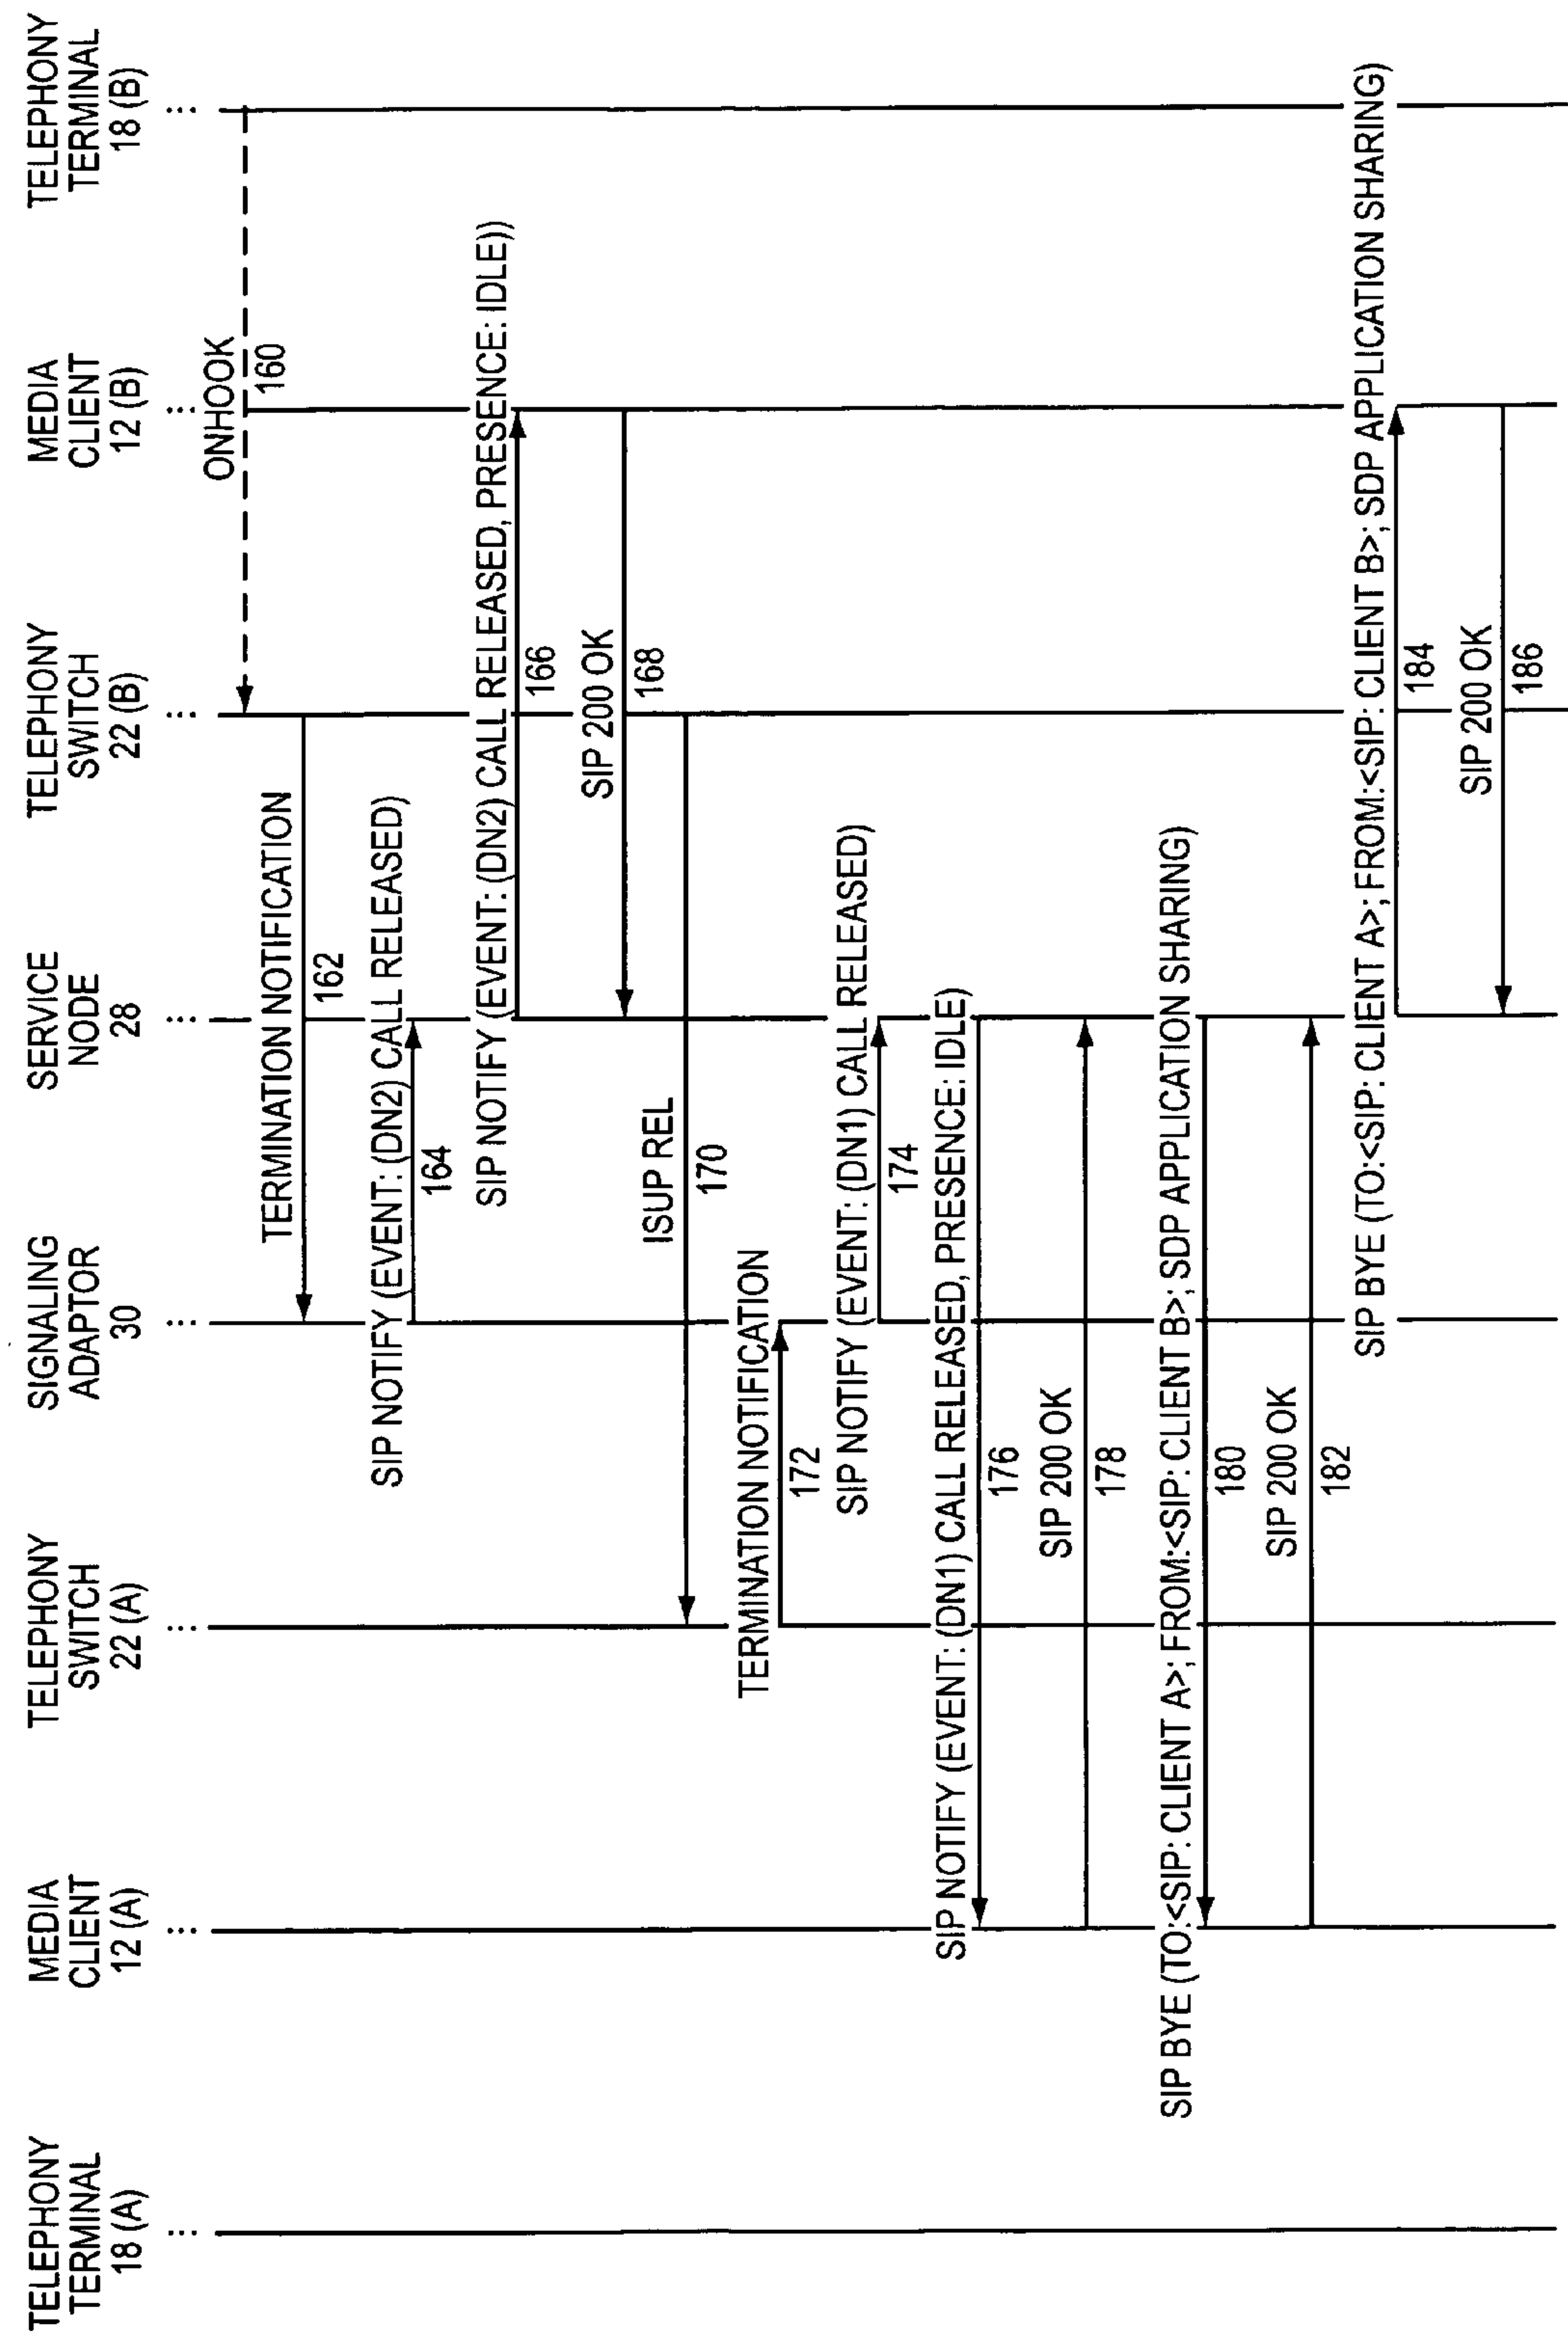 TELEPHONY
TERMINAL
18 (A)
MEDIA
CLIENT
12 (A)
TELEPHONY
SWITCH
22 (A)
SIGNALING
ADAPTOR
30
SERVICE
NODE
28
TELEPHONY
SWITCH
22 (B)
MEDIA
CLIENT
12 (B)
TELEPHONY
TERMINAL
18 (B)
... ... ... ... ... ... ... ...
ONHOOK
160
TERMINATION NOTIFICATION
162
SIP NOTIFY (EVENT: (DN2) CALL RELEASED)
164
SIP NOTIFY (EVENT: (DN2) CALL RELEASED, PRESENCE: IDLE))
166
SIP 200 OK
168
ISUP REL
170
TERMINATION NOTIFICATION
172
SIP NOTIFY (EVENT: (DN1) CALL RELEASED)
174
SIP NOTIFY (EVENT: (DN1) CALL RELEASED, PRESENCE: IDLE)
176
SIP 200 OK
178
SIP BYE (TO:<SIP: CLIENT A>; FROM:<SIP: CLIENT B>; SDP APPLICATION SHARING)
180
SIP 200 OK
182
SIP BYE (TO:<SIP: CLIENT A>; FROM:<SIP: CLIENT B>; SDP APPLICATION SHARING)
184
SIP 200 OK
186